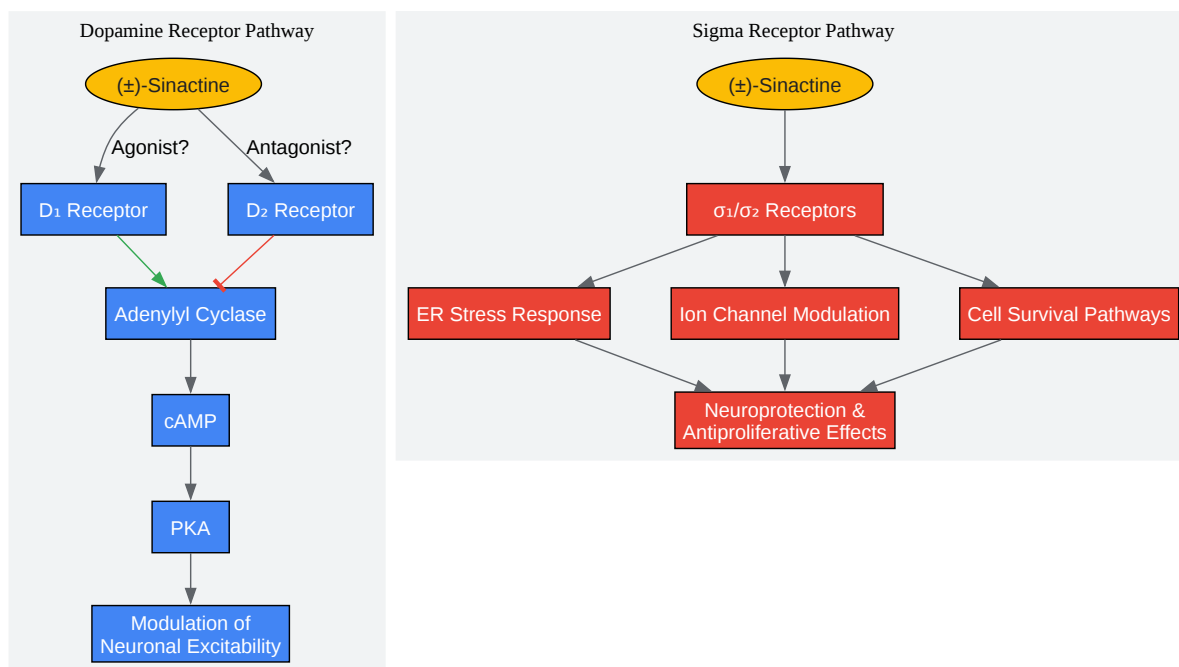 Dopamine Receptor Pathway
(±)-Sinactine
Agonist?
Antagonist?
D₁ Receptor
D₂ Receptor
Adenylyl Cyclase
cAMP
PKA
Modulation of
Neuronal Excitability
Sigma Receptor Pathway
(±)-Sinactine
σ₁/σ₂ Receptors
ER Stress Response
Ion Channel Modulation
Cell Survival Pathways
Neuroprotection &
Antiproliferative Effects